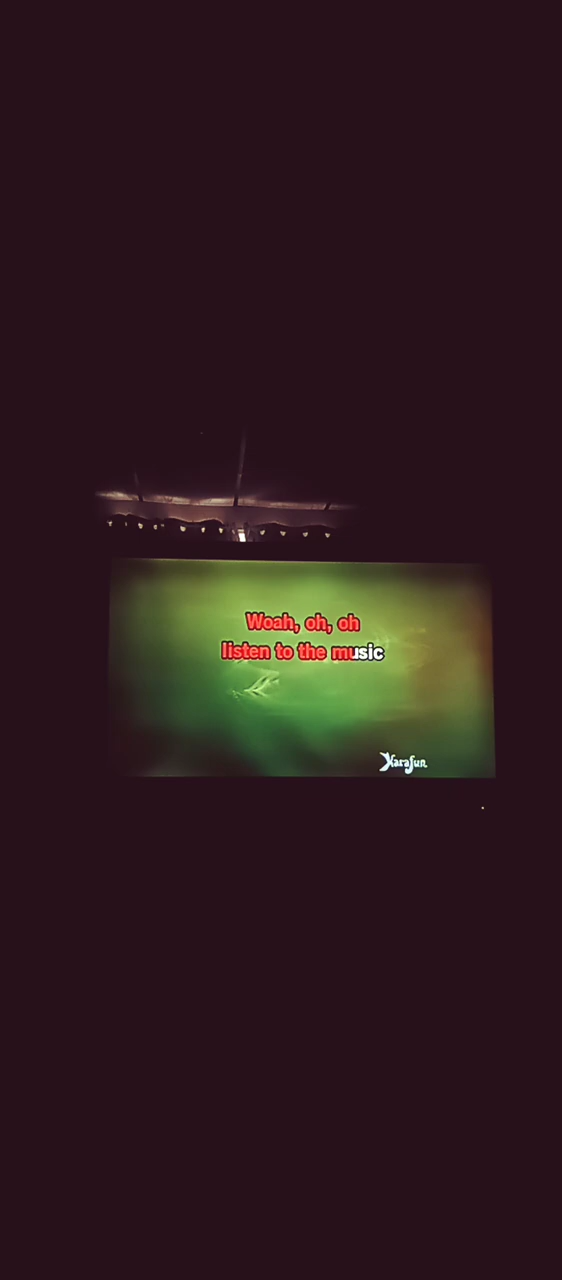 Woah, oh, oh
listen to the music
KaraFun